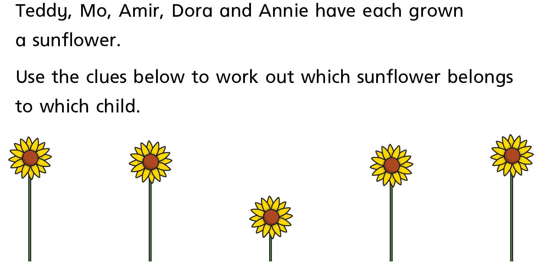 Teddy, Mo, Amir, Dora and Annie have each grown
a sunflower.
Use the clues below to work out which sunflower belongs
to which child.